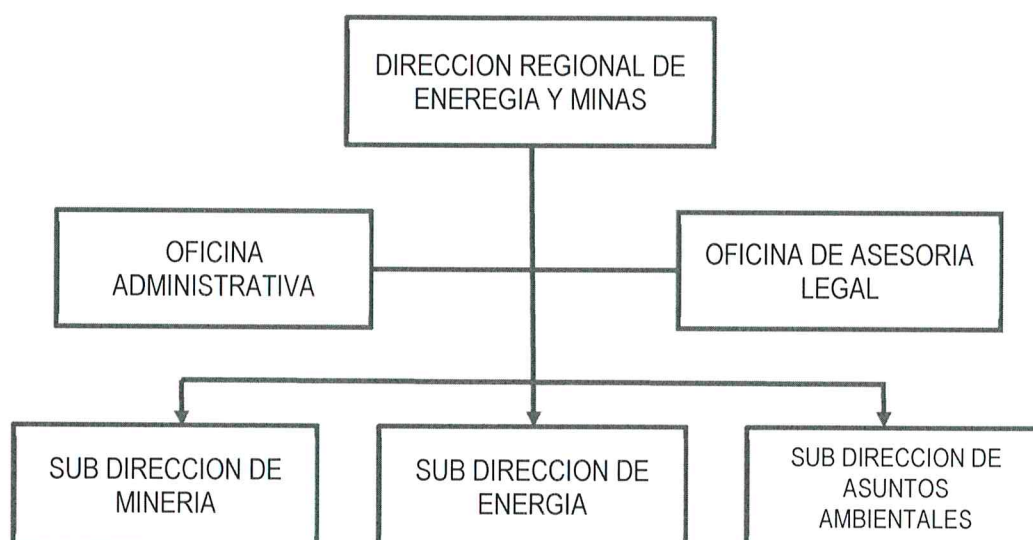 DIRECCION REGIONAL DE
ENEREGIA Y MINAS
OFICINA
ADMINISTRATIVA
OFICINA DE ASESORIA
LEGAL
SUB DIRECCION DE
MINERIA
SUB DIRECCION DE
ENERGIA
SUB DIRECCION DE
ASUNTOS
AMBIENTALES